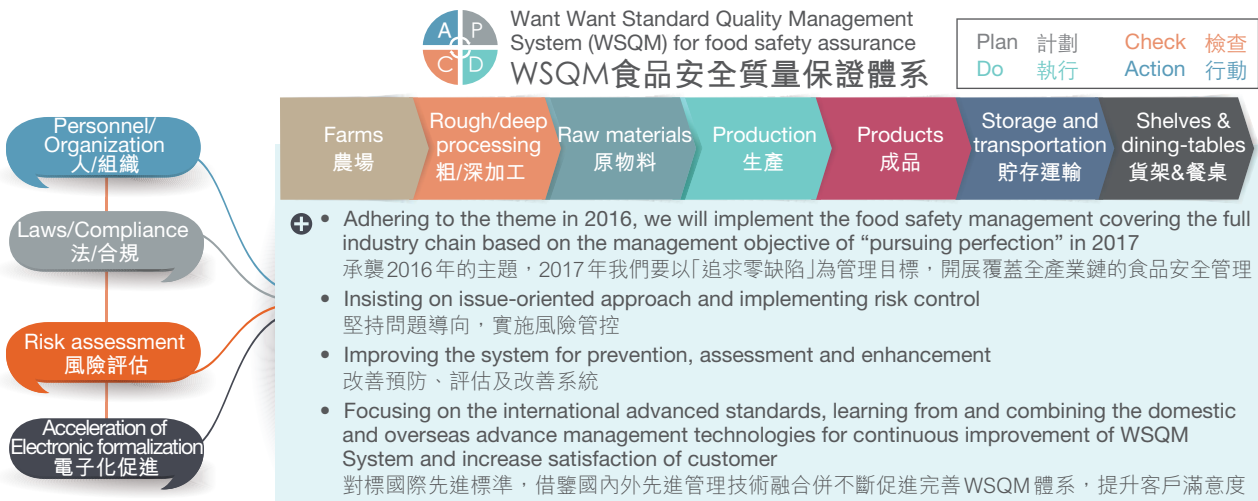 A P
C D
Want Want Standard Quality Management
System (WSQM) for food safety assurance
WSQM食品安全質量保證體系
Plan 計劃 Check 檢查
Do 執行 Action 行動
Personnel/
Organization
人/組織
Laws/Compliance
法/合規
Risk assessment
風險評估
Acceleration of
Electronic formalization
電子化促進
Farms
農場
Rough/deep
processing
粗/深加工
Raw materials
原物料
Production
生產
Products
成品
Storage and
transportation
貯存運輸
Shelves &
dining-tables
貨架&餐桌
• Adhering to the theme in 2016, we will implement the food safety management covering the full
industry chain based on the management objective of “pursuing perfection” in 2017
承襲2016年的主題，2017年我們要以「追求零缺陷」為管理目標，開展覆蓋全產業鏈的食品安全管理
• Insisting on issue-oriented approach and implementing risk control
堅持問題導向，實施風險管控
• Improving the system for prevention, assessment and enhancement
改善預防、評估及改善系統
• Focusing on the international advanced standards, learning from and combining the domestic
and overseas advance management technologies for continuous improvement of WSQM
System and increase satisfaction of customer
對標國際先進標準，借鑒國內外先進管理技術融合併不斷促進完善WSQM體系，提升客戶滿意度